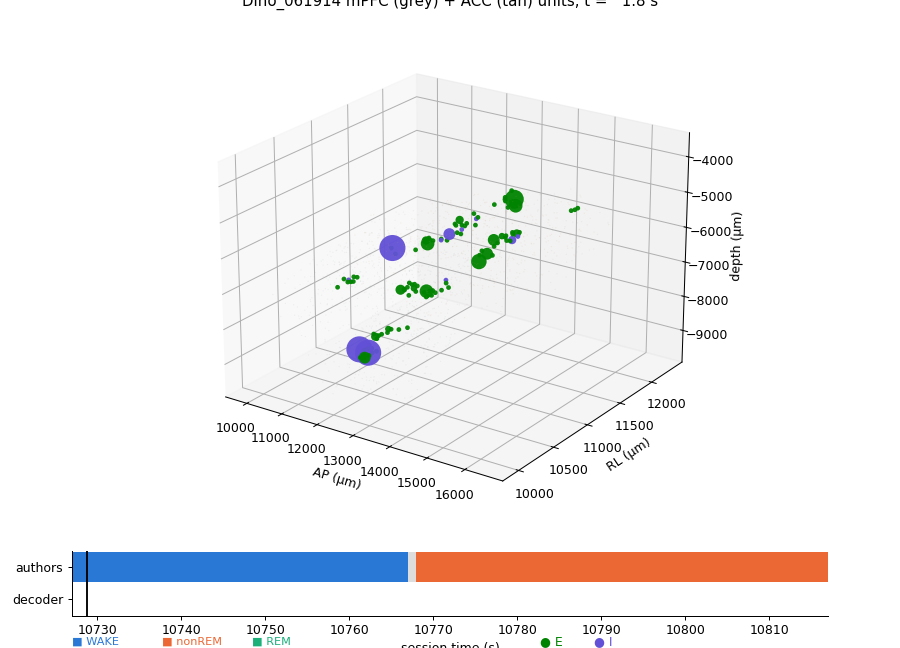 Dino_061914 mPFC (grey) + ACC (tan) units, t = 1.8 s
−4000
−5000
−6000
−7000
−8000
−9000
depth (μm)
10000
11000
12000
13000
14000
15000
16000
AP (μm)
10000
10500
11000
11500
12000
RL (μm)
authors
decoder
10730
10740
10750
10760
10770
10780
10790
10800
10810
session time (s)
WAKE
nonREM
REM
E
I